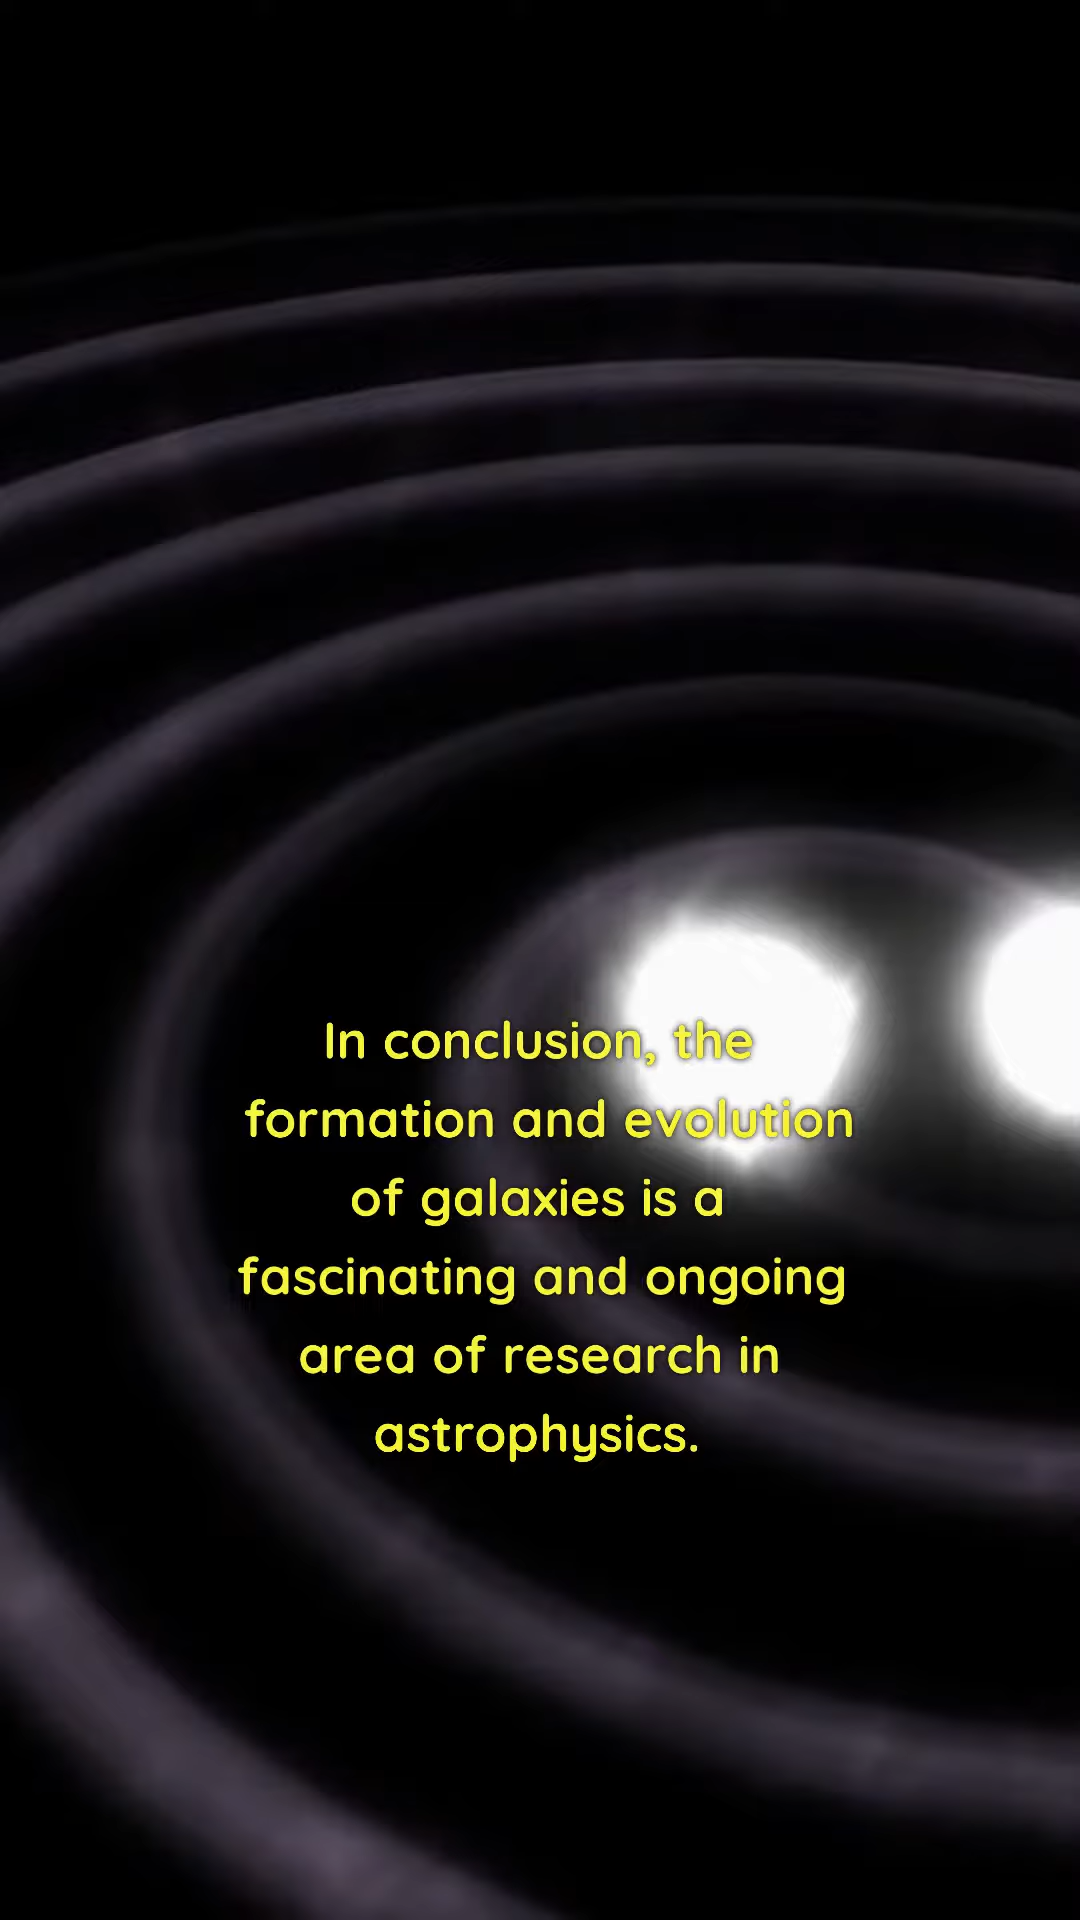 In conclusion, the
formation and evolution
of galaxies is a
fascinating and ongoing
area of research in
astrophysics.